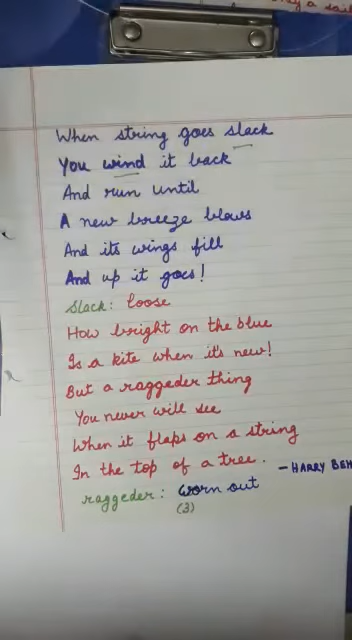 When string goes slack
You wind it back
And run until
A new breeze blows
And its wings fill
And up it goes!
Slack: loose
How bright on the blue
Is a kite when it's new!
But a raggeder thing
You never will see
When it flaps on a string
In the top of a tree.
- HARRY BEH
raggeder: worn out
(3)